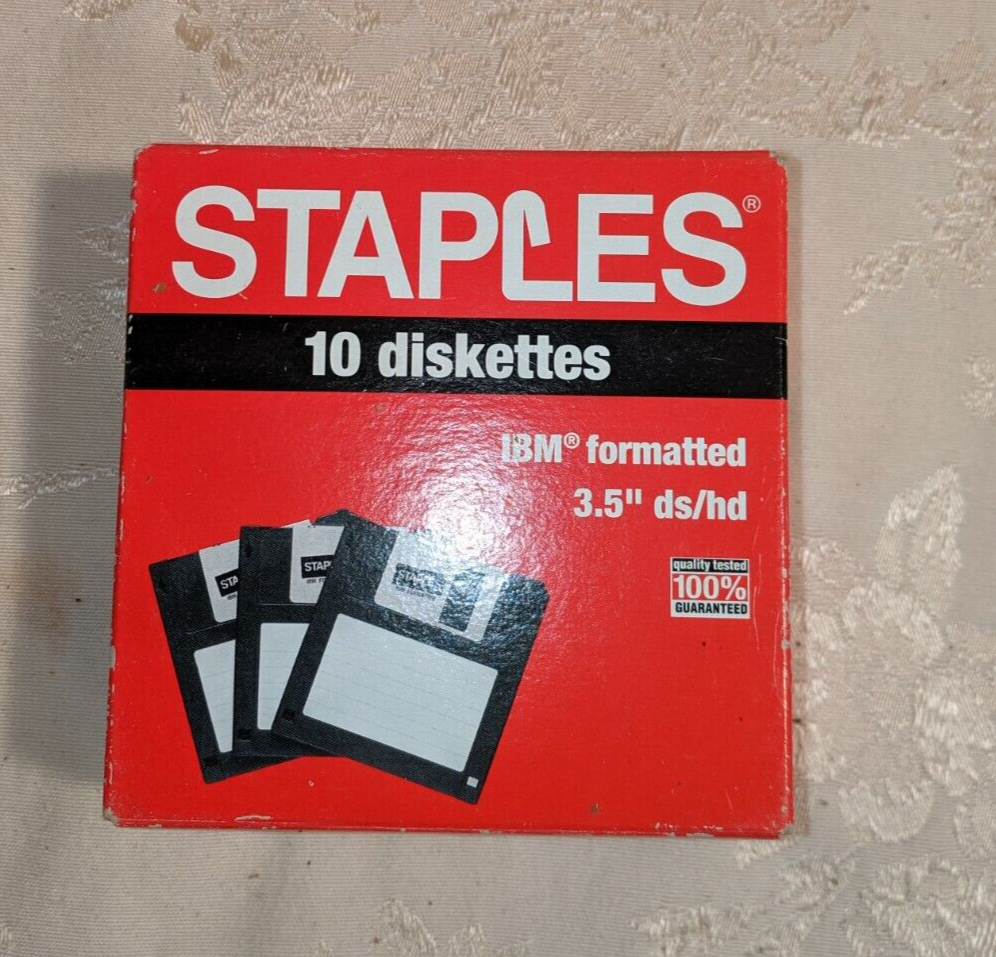 STAPLES®
10 diskettes
IBM® formatted
3.5" ds/hd
quality tested
100%
GUARANTEED